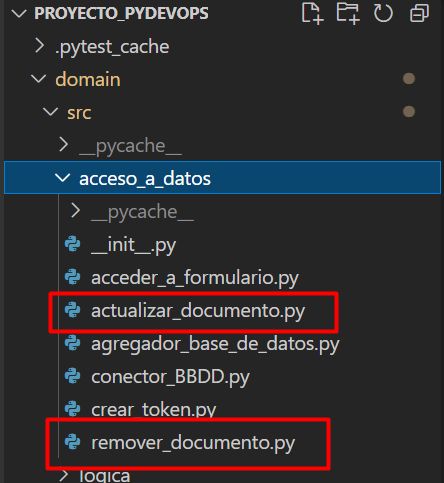 PROYECTO_PYDEVOPS
.pytest_cache
domain
src
__pycache__
acceso_a_datos
__pycache__
__init__.py
acceder_a_formulario.py
actualizar_documento.py
agregador_base_de_datos.py
conector_BBDD.py
crear_token.py
remover_documento.py
logica